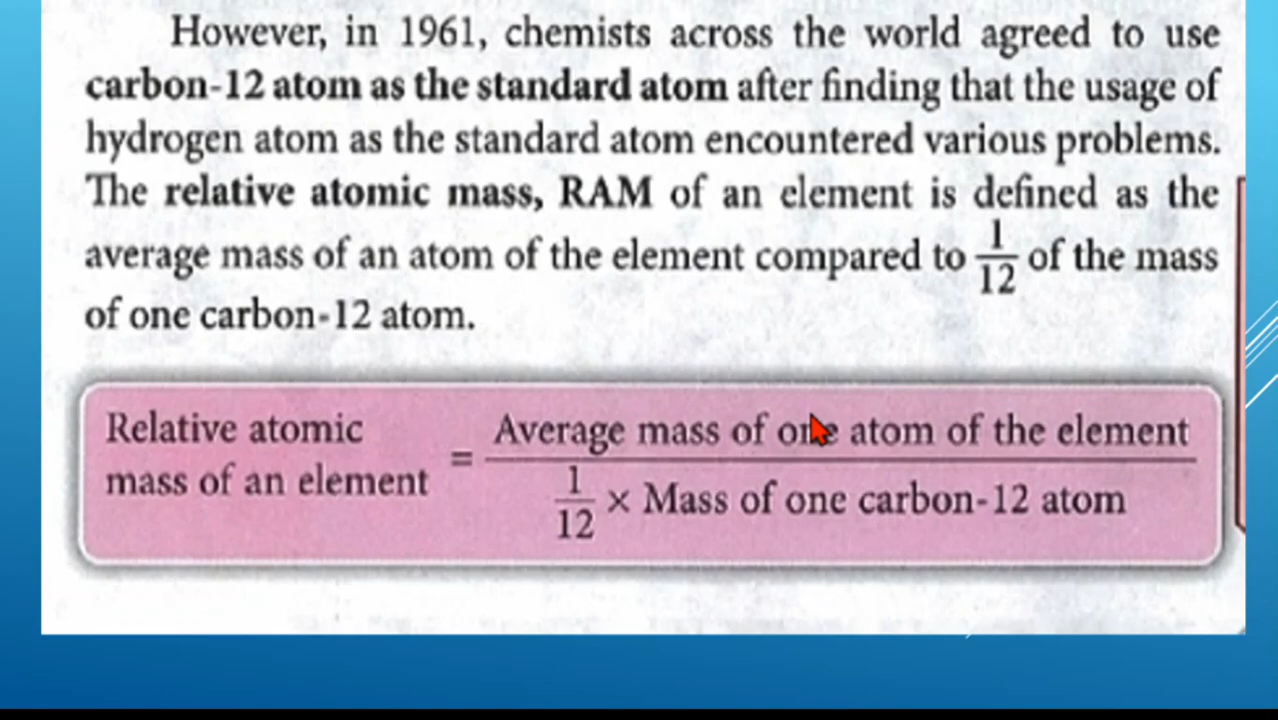 However, in 1961, chemists across the world agreed to use
carbon-12 atom as the standard atom after finding that the usage of
hydrogen atom as the standard atom encountered various problems.
The relative atomic mass, RAM of an element is defined as the
average mass of an atom of the element compared to 1/12 of the mass
of one carbon-12 atom.
Relative atomic mass of an element = Average mass of one atom of the element / 1/12 × Mass of one carbon-12 atom